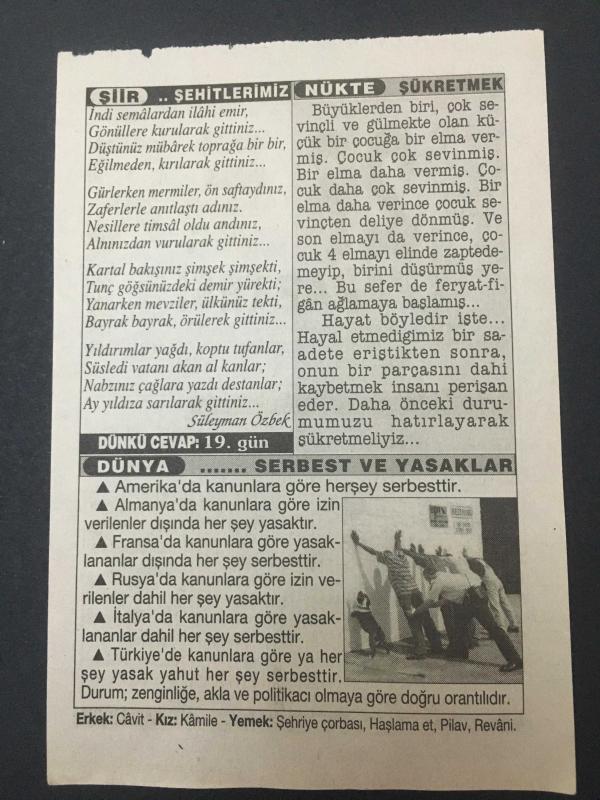 ŞİİR .. ŞEHİTLERİMİZ
İndi semâlardan ilâhi emir,
Gönüllere kurularak gittiniz...
Düştünüz mübârek toprağa bir bir,
Eğilmeden, kırılarak gittiniz...
Gürlerken mermiler, ön saftaydınız,
Zaferlerle anıtlaştı adınız.
Nesillere timsâl oldu andınız,
Alnınızdan vurularak gittiniz...
Kartal bakışınız şimşek şimşekti,
Tunç göğsünüzdeki demir yürekti;
Yanarken mevziler, ülkünüz tekti,
Bayrak bayrak, örülerek gittiniz...
Yıldırımlar yağdı, koptu tufanlar,
Süsledi vatanı akan al kanlar;
Nabzınız çağlara yazdı destanlar;
Ay yıldıza sarılarak gittiniz...
Süleyman Özbek
DÜNKÜ CEVAP: 19. gün
NÜKTE ŞÜKRETMEK
Büyüklerden biri, çok se-
vinçli ve gülmekte olan kü-
çük bir çocuğa bir elma ver-
miş. Çocuk çok sevinmiş.
Bir elma daha vermiş. Ço-
cuk daha çok sevinmiş. Bir
elma daha verince çocuk se-
vinçten deliye dönmüş. Ve
son elmayı da verince, ço-
cuk 4 elmayı elinde zaptede-
meyip, birini düşürmüş ye-
re... Bu sefer de feryat-fi-
gân ağlamaya başlamış...
Hayat böyledir işte...
Hayal etmedigimiz bir sa-
adete eriştikten sonra,
onun bir parçasını dahi
kaybetmek insanı perişan
eder. Daha önceki duru-
mumuzu hatırlayarak
şükretmeliyiz...
DÜNYA ....... SERBEST VE YASAKLAR
▲ Amerika'da kanunlara göre herşey serbesttir.
▲ Almanya'da kanunlara göre izin
verilenler dışında her şey yasaktır.
▲ Fransa'da kanunlara göre yasak-
lananlar dışında her şey serbesttir.
▲ Rusya'da kanunlara göre izin ve-
rilenler dahil her şey yasaktır.
▲ İtalya'da kanunlara göre yasak-
lananlar dahil her şey serbesttir.
▲ Türkiye'de kanunlara göre ya her
şey yasak yahut her şey serbesttir.
Durum; zenginliğe, akla ve politikacı olmaya göre doğru orantılıdır.
Erkek: Câvit - Kız: Kâmile - Yemek: Şehriye çorbası, Haşlama et, Pilav, Revâni.